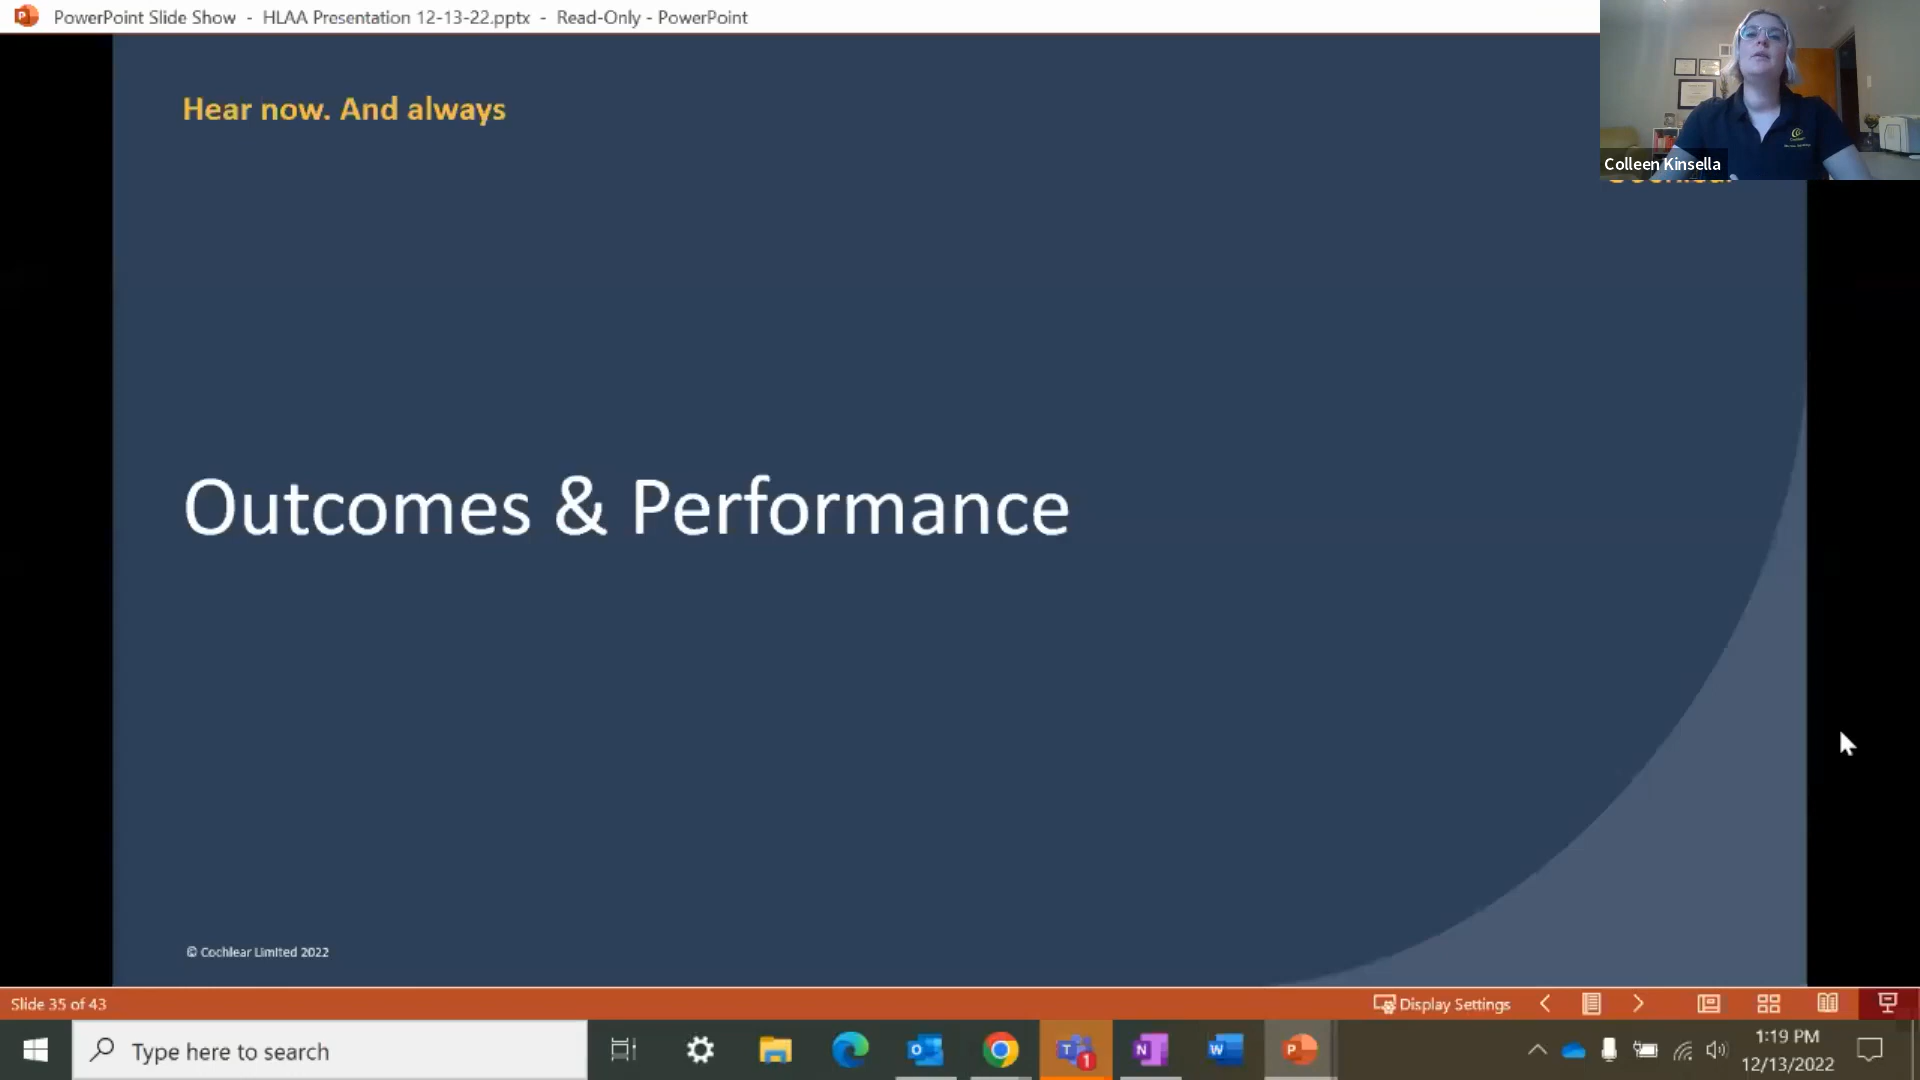 PowerPoint Slide Show - HLAA Presentation 12-13-22.pptx - Read-Only - PowerPoint
Hear now. And always
Colleen Kinsella
Outcomes & Performance
© Cochlear Limited 2022
Slide 35 of 43
Display Settings
Type here to search
1
1:19 PM
12/13/2022